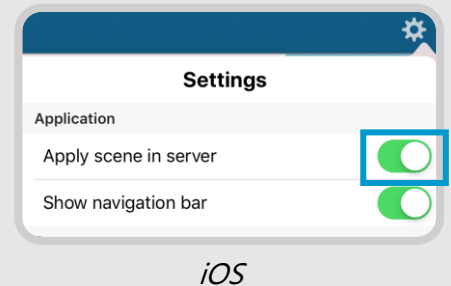 Settings
Application
Apply scene in server
Show navigation bar
iOS